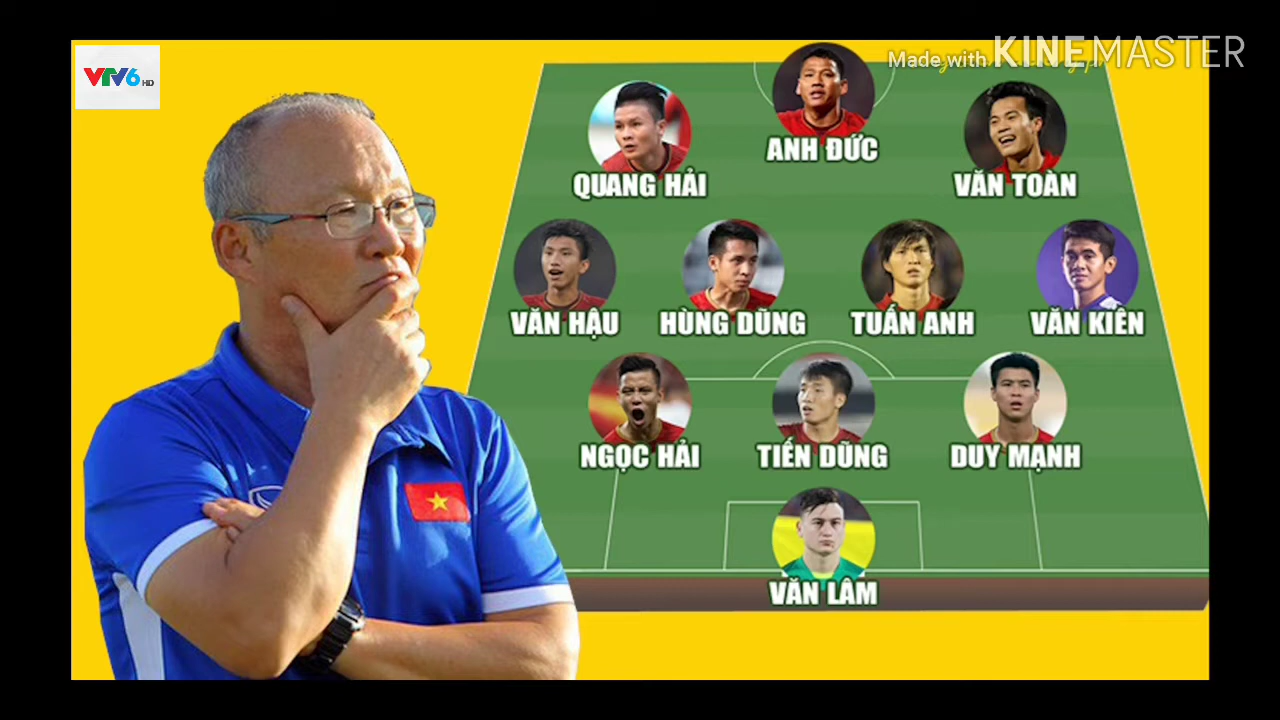 VTV6 HD
Made with KINEMASTER
ANH ĐỨC
QUANG HẢI
VĂN TOÀN
VĂN HẬU
HÙNG DŨNG
TUẤN ANH
VĂN KIÊN
NGỌC HẢI
TIẾN DŨNG
DUY MẠNH
VĂN LÂM